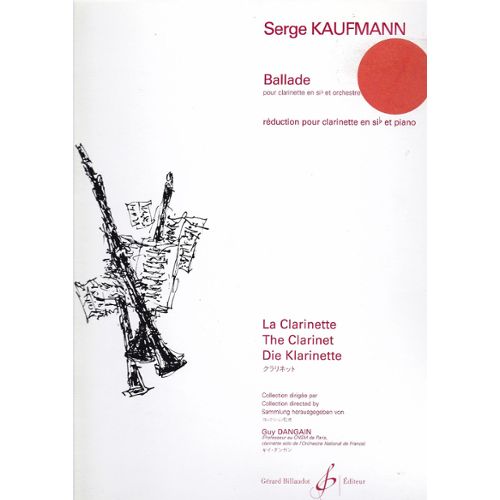 Serge KAUFMANN
Ballade
pour clarinette en si♭ et orchestre
réduction pour clarinette en si♭ et piano
La Clarinette
The Clarinet
Die Klarinette
クラリネット
Collection dirigée par
Collection directed by
Sammlung herausgegeben von
Guy DANGAIN
(Professeur au CNSM de Paris,
clarinette solo de l'Orchestre National de France)
ギイ・ダンガン
Gérard Billaudot
Éditeur